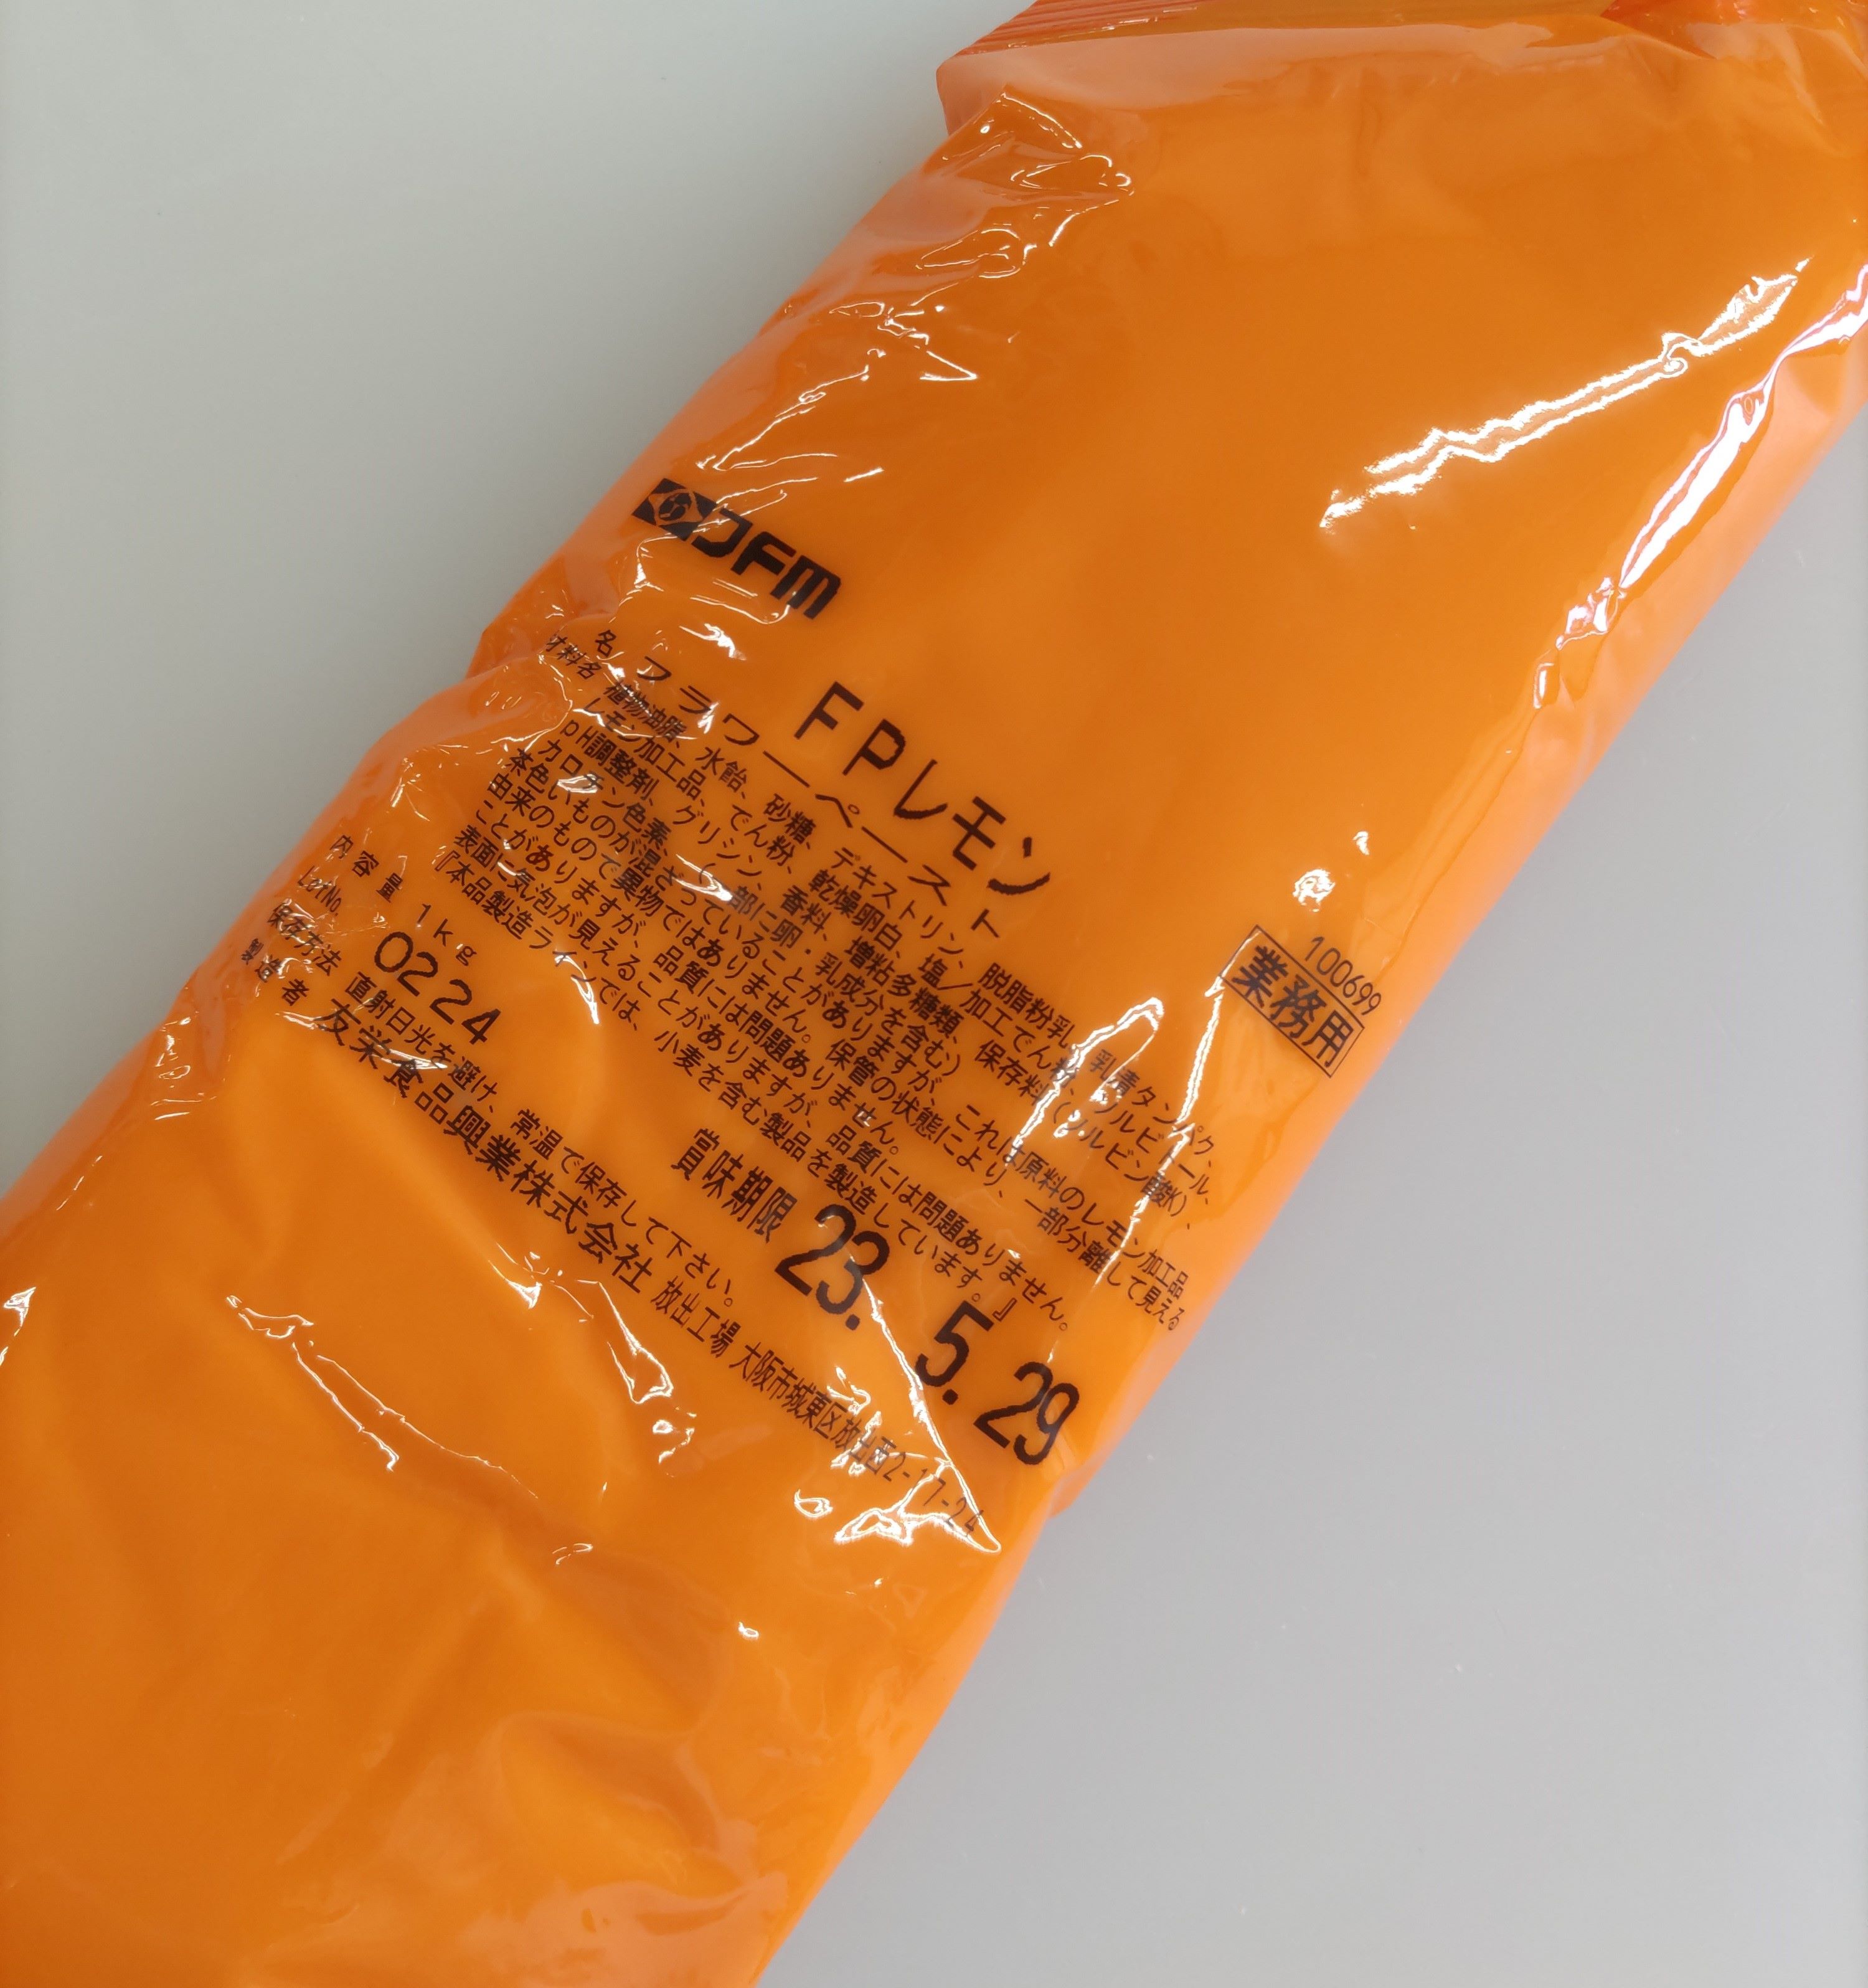 JFM
100699
FPレモン
業務用
名 フラワーペースト
材料名 植物油脂、水飴、砂糖、デキストリン、脱脂粉乳、乳清タンパク、
レモン加工品、でん粉、乾燥卵白、塩／加工でん粉、ソルビトール、
pH調整剤、グリシン、香料、増粘多糖類、保存料(ソルビン酸K)、
カロチン色素、(一部に卵・乳成分を含む)
茶色いものが混ざっていることがありますが、これは原料のレモン加工品
由来のもので異物ではありません。保管の状態により、一部分離して見える
ことがありますが、品質には問題ありません。
表面に気泡が見えることがありますが、品質には問題ありません。
『本品製造ラインでは、小麦を含む製品を製造しています。』
内容量 1kg
Lot No. 0224
賞味期限 23. 5. 29
保存方法 直射日光を避け、常温で保存して下さい。
製造者 友栄食品興業株式会社 放出工場 大阪市城東区放出西2-17-24